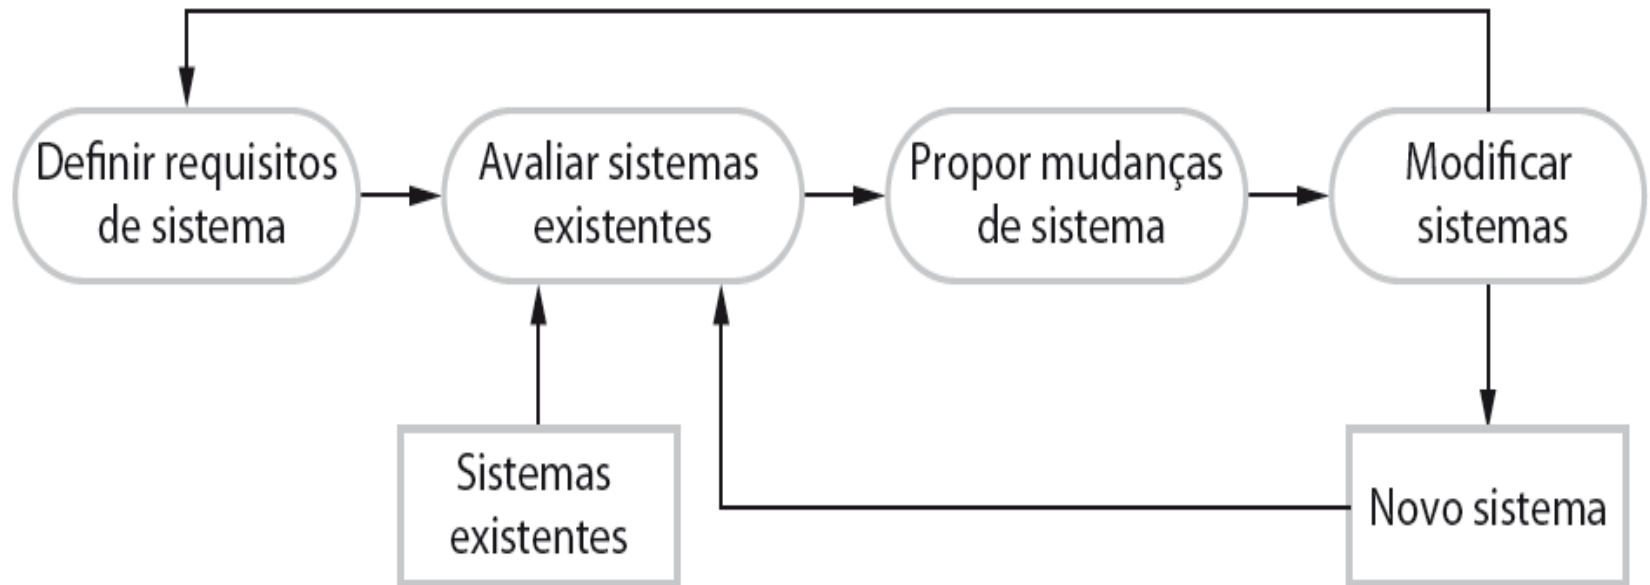 Definir requisitos
de sistema
Avaliar sistemas
existentes
Propor mudanças
de sistema
Modificar
sistemas
Sistemas
existentes
Novo sistema